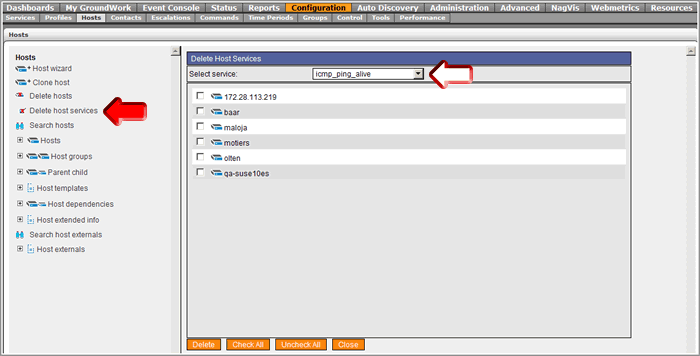 Dashboards My GroundWork Event Console Status Reports Configuration Auto Discovery Administration Advanced NagVis Webmetrics Resources
Services Profiles Hosts Contacts Escalations Commands Time Periods Groups Control Tools Performance
Hosts
Hosts
* Host wizard
* Clone host
Delete hosts
Delete host services
Search hosts
Hosts
Host groups
Parent child
Host templates
Host dependencies
Host extended info
Search host externals
Host externals
Delete Host Services
Select service: icmp_ping_alive
172.28.113.219
baar
maloja
motiers
olten
qa-suse10es
Delete Check All Uncheck All Close